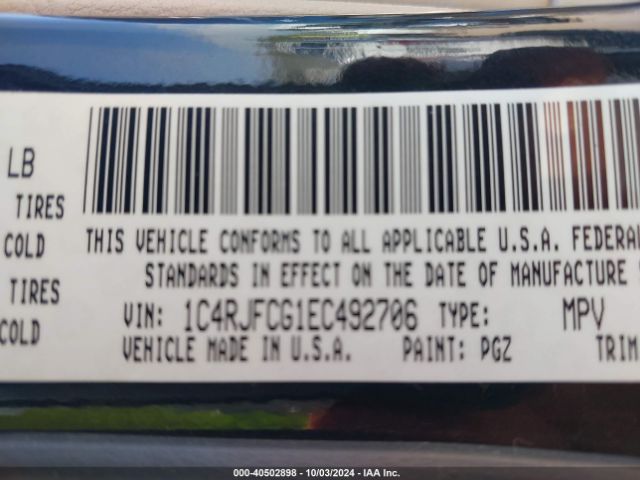 LB
TIRES
COLD
TIRES
COLD
THIS VEHICLE CONFORMS TO ALL APPLICABLE U.S.A. FEDERAL
STANDARDS IN EFFECT ON THE DATE OF MANUFACTURE
VIN: 1C4RJFCG1EC492706 TYPE: MPV
VEHICLE MADE IN U.S.A. PAINT: PGZ TRIM
000-40502898 - 10/03/2024 - IAA Inc.